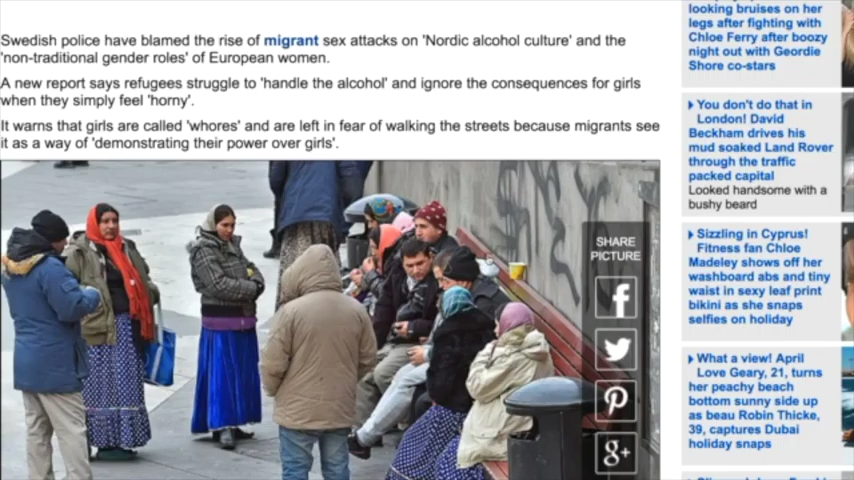 Swedish police have blamed the rise of migrant sex attacks on 'Nordic alcohol culture' and the
'non-traditional gender roles' of European women.
A new report says refugees struggle to 'handle the alcohol' and ignore the consequences for girls
when they simply feel 'horny'.
It warns that girls are called 'whores' and are left in fear of walking the streets because migrants see
it as a way of 'demonstrating their power over girls'.
SHARE
PICTURE
f
g+
looking bruises on her
legs after fighting with
Chloe Ferry after boozy
night out with Geordie
Shore co-stars
You don't do that in
London! David
Beckham drives his
mud soaked Land Rover
through the traffic
packed capital
Looked handsome with a
bushy beard
Sizzling in Cyprus!
Fitness fan Chloe
Madeley shows off her
washboard abs and tiny
waist in sexy leaf print
bikini as she snaps
selfies on holiday
What a view! April
Love Geary, 21, turns
her peachy beach
bottom sunny side up
as beau Robin Thicke,
39, captures Dubai
holiday snaps